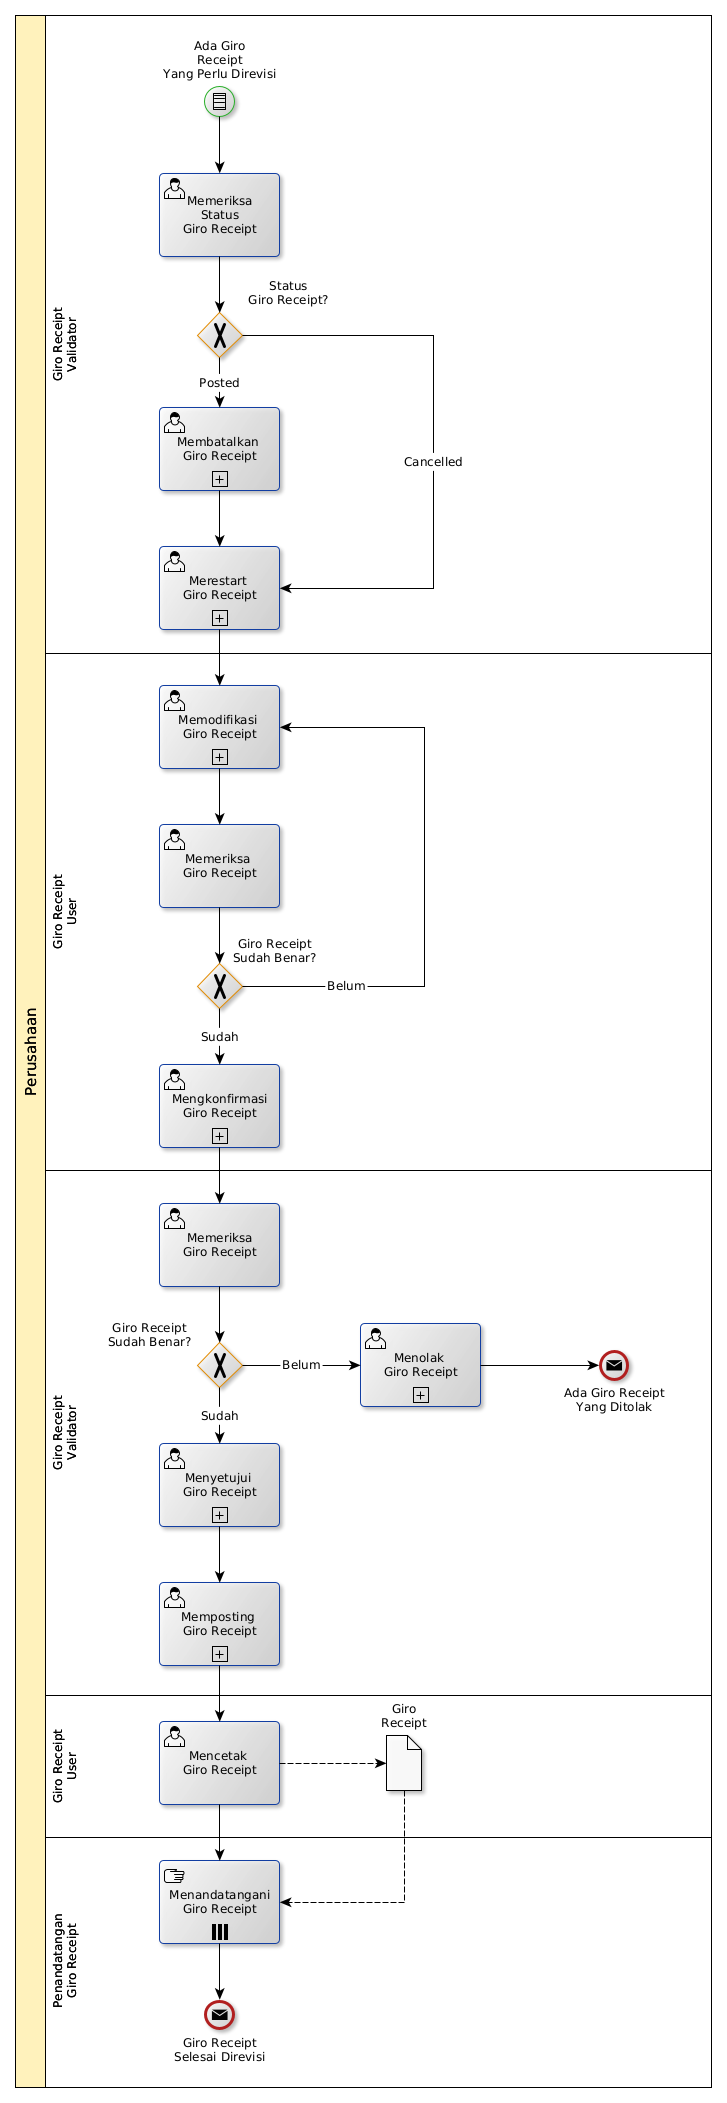 Perusahaan
Giro Receipt
Validator
Ada Giro
Receipt
Yang Perlu Direvisi
Memeriksa
Status
Giro Receipt
Status
Giro Receipt?
Posted
Membatalkan
Giro Receipt
Cancelled
Merestart
Giro Receipt
Giro Receipt
User
Memodifikasi
Giro Receipt
Memeriksa
Giro Receipt
Giro Receipt
Sudah Benar?
Belum
Sudah
Mengkonfirmasi
Giro Receipt
Giro Receipt
Validator
Memeriksa
Giro Receipt
Giro Receipt
Sudah Benar?
Belum
Menolak
Giro Receipt
Ada Giro Receipt
Yang Ditolak
Sudah
Menyetujui
Giro Receipt
Memposting
Giro Receipt
Giro Receipt
User
Mencetak
Giro Receipt
Giro
Receipt
Penandatangan
Giro Receipt
Menandatangani
Giro Receipt
Giro Receipt
Selesai Direvisi